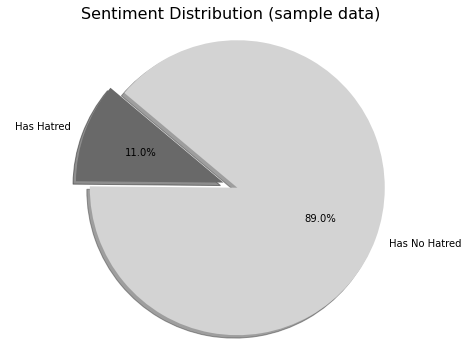 Sentiment Distribution (sample data)
Has Hatred
11.0%
89.0%
Has No Hatred